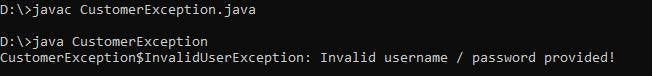 D:\>javac CustomerException.java
D:\>java CustomerException
CustomerException$InvalidUserException: Invalid username / password provided!